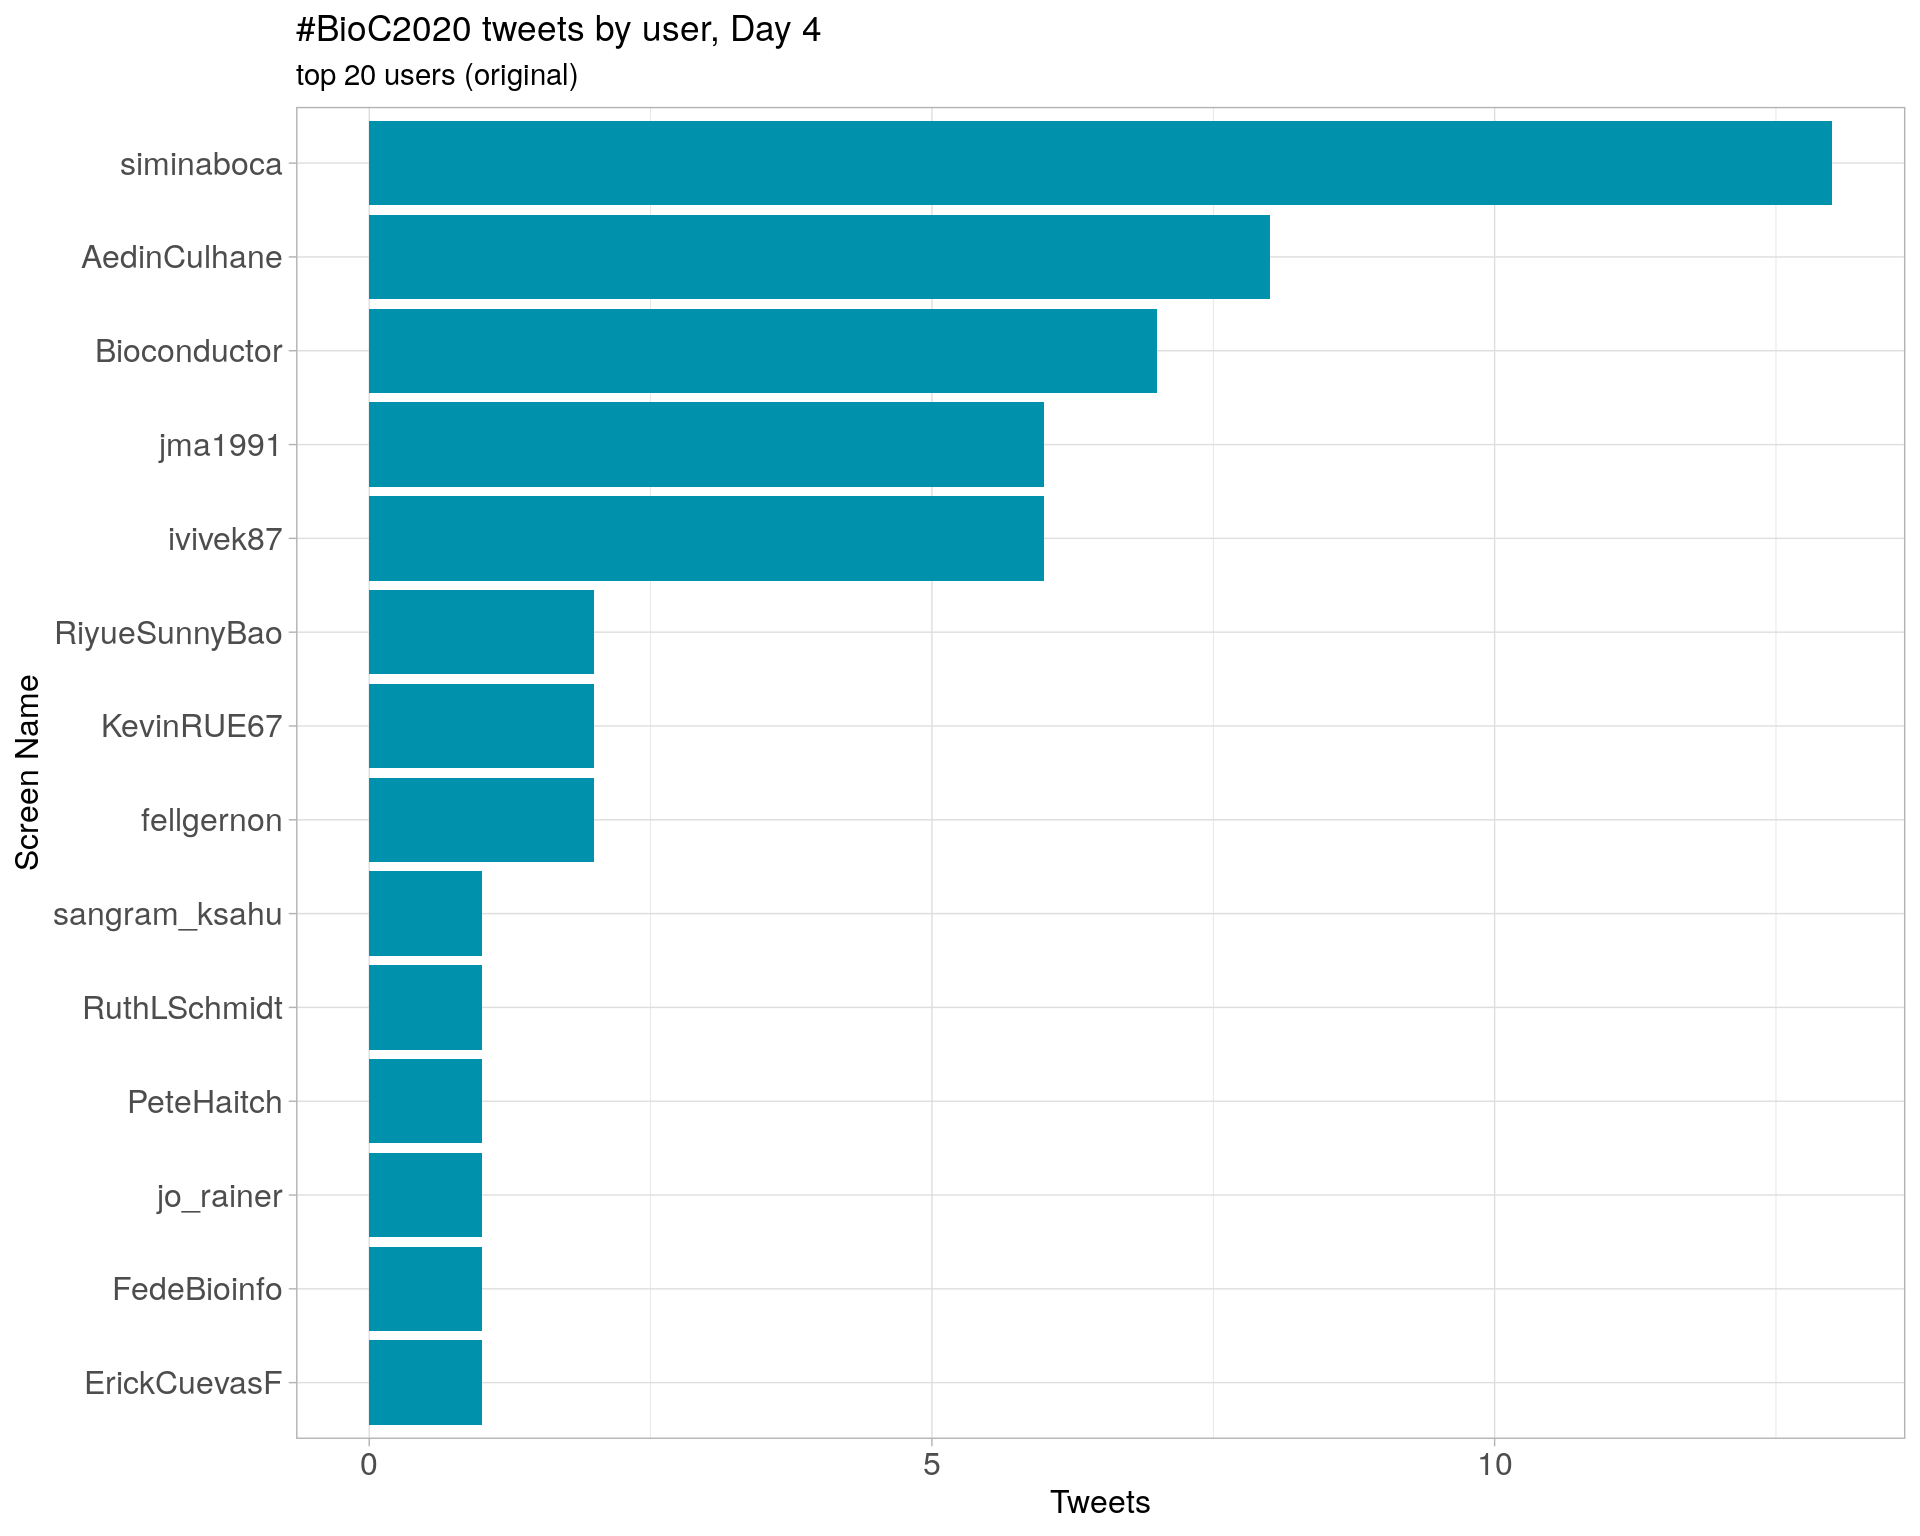 #BioC2020 tweets by user, Day 4
top 20 users (original)
siminaboca
AedinCulhane
Bioconductor
jma1991
ivivek87
RiyueSunnyBao
KevinRUE67
fellgernon
sangram_ksahu
RuthLSchmidt
PeteHaitch
jo_rainer
FedeBioinfo
ErickCuevasF
Screen Name
0 5 10
Tweets